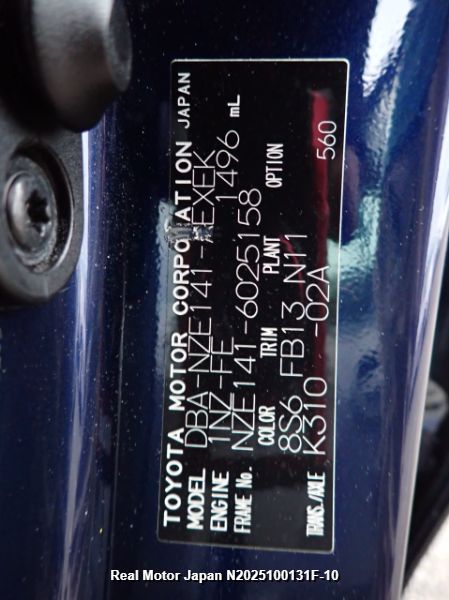 TOYOTA MOTOR CORPORATION JAPAN
MODEL DBA-NZE141-AEXEK
ENGINE 1NZ-FE 1496 mL
FRAME No. NZE141-6025158
COLOR TRIM PLANT OPTION
8S6 FB13 N11
TRANS./AXLE K310 -02A 560
Real Motor Japan N2025100131F-10